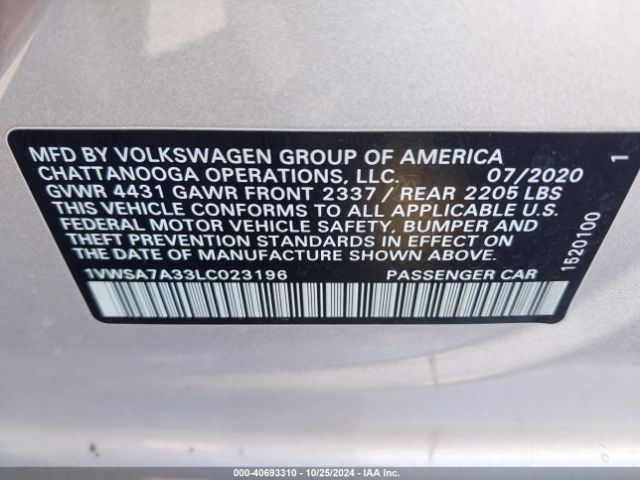 MFD BY VOLKSWAGEN GROUP OF AMERICA
CHATTANOOGA OPERATIONS, LLC. 07/2020
GVWR 4431 GAWR FRONT 2337 / REAR 2205 LBS
THIS VEHICLE CONFORMS TO ALL APPLICABLE U.S.
FEDERAL MOTOR VEHICLE SAFETY, BUMPER AND
THEFT PREVENTION STANDARDS IN EFFECT ON
THE DATE OF MANUFACTURE SHOWN ABOVE.
1VWSA7A33LC023196 PASSENGER CAR
1520100 1
000-40693310 - 10/25/2024 - IAAI.COM